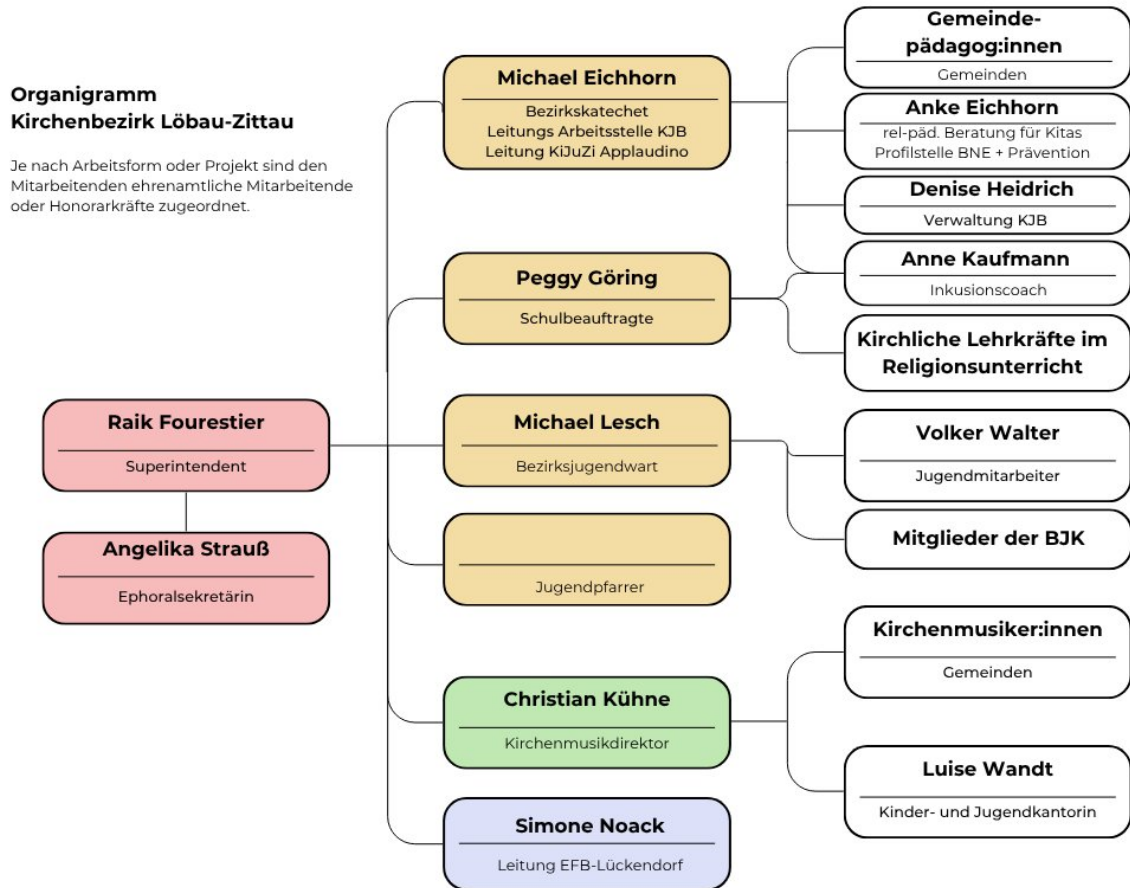 Organigramm
Kirchenbezirk Löbau-Zittau
Je nach Arbeitsform oder Projekt sind den
Mitarbeitenden ehrenamtliche Mitarbeitende
oder Honorarkräfte zugeordnet.
Raik Fourestier
Superintendent
Angelika Strauß
Ephoralsekretärin
Michael Eichhorn
Bezirkskatechet
Leitungs Arbeitsstelle KJB
Leitung KiJuZi Applaudino
Peggy Göring
Schulbeauftragte
Michael Lesch
Bezirksjugendwart
Jugendpfarrer
Christian Kühne
Kirchenmusikdirektor
Simone Noack
Leitung EFB-Lückendorf
Gemeinde-
pädagog:innen
Gemeinden
Anke Eichhorn
rel-päd. Beratung für Kitas
Profilstelle BNE + Prävention
Denise Heidrich
Verwaltung KJB
Anne Kaufmann
Inkusionscoach
Kirchliche Lehrkräfte im
Religionsunterricht
Volker Walter
Jugendmitarbeiter
Mitglieder der BJK
Kirchenmusiker:innen
Gemeinden
Luise Wandt
Kinder- und Jugendkantorin